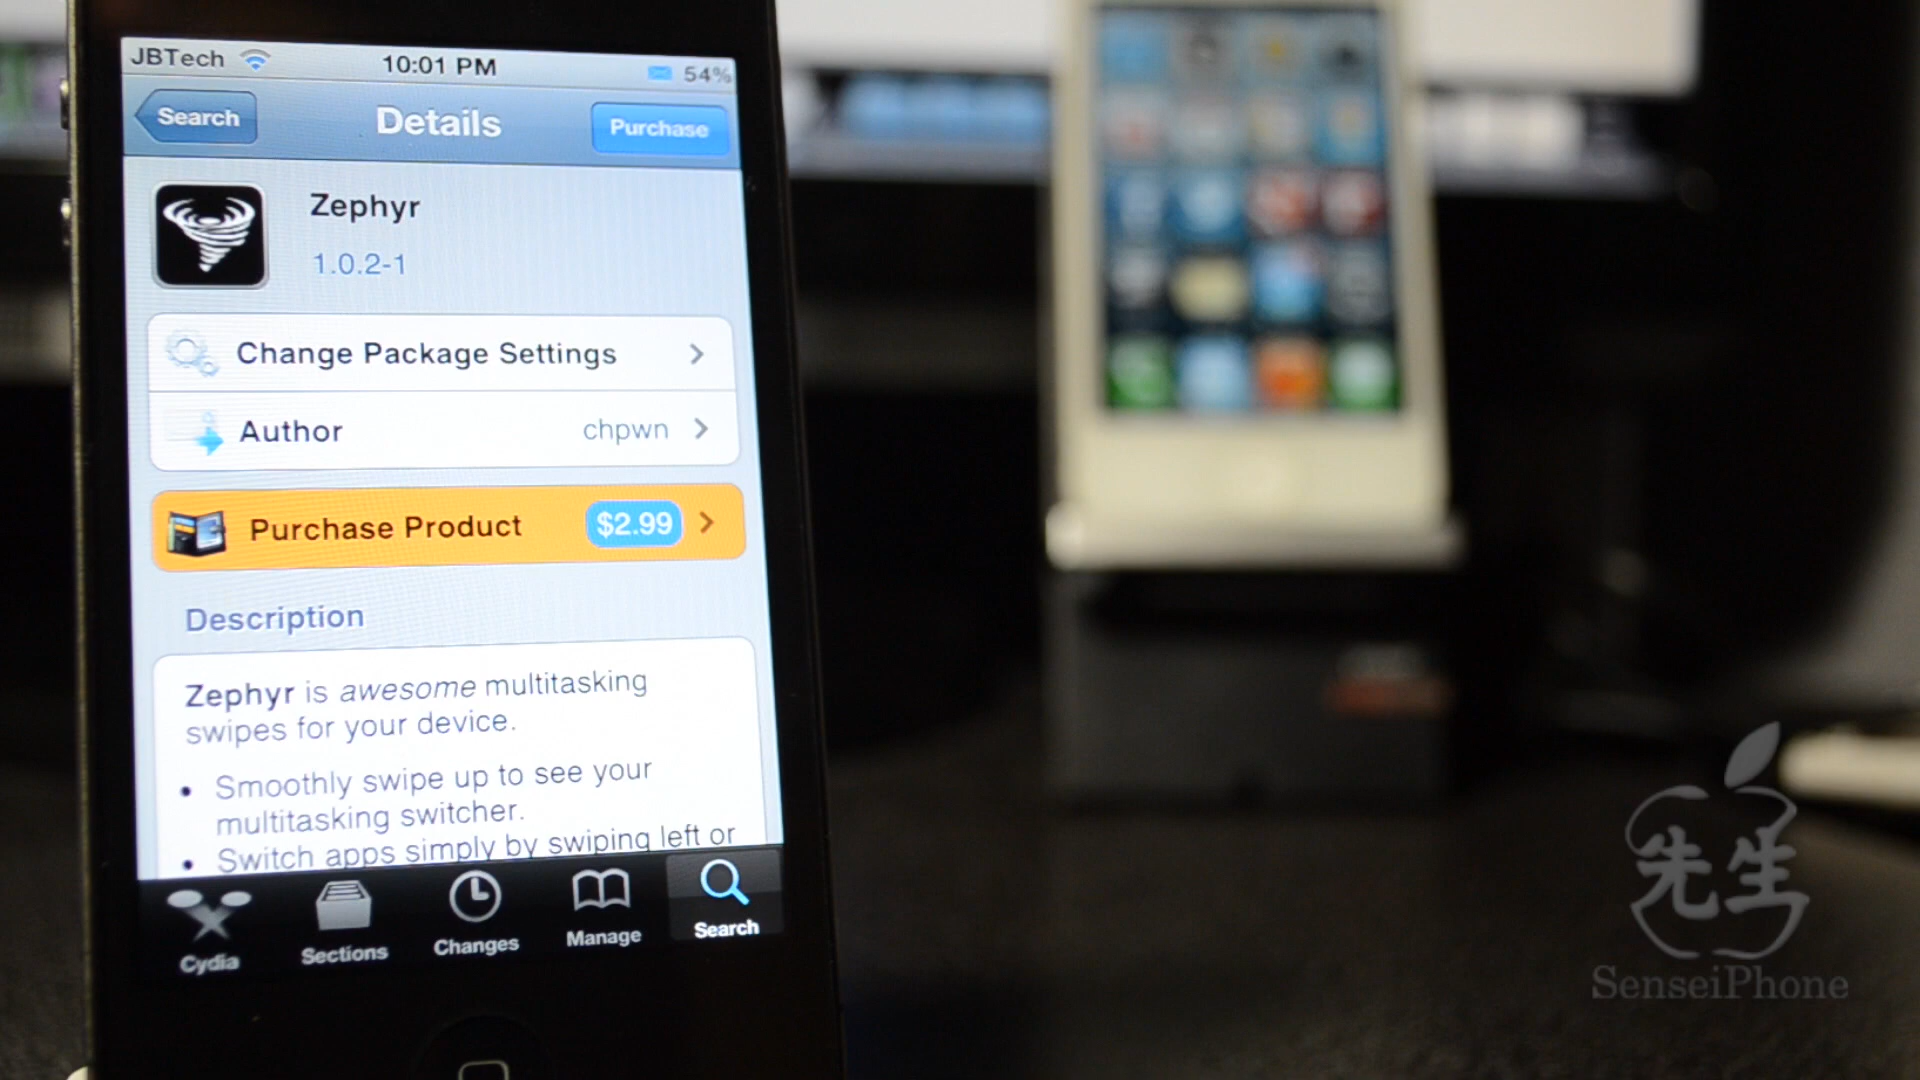 JBTech 10:01 PM 54%
Search Details Purchase
Zephyr
1.0.2-1
Change Package Settings
Author chpwn
Purchase Product $2.99
Description
Zephyr is awesome multitasking
swipes for your device.
• Smoothly swipe up to see your
multitasking switcher.
• Switch apps simply by swiping left or
Cydia Sections Changes Manage Search
先生
SenseiPhone